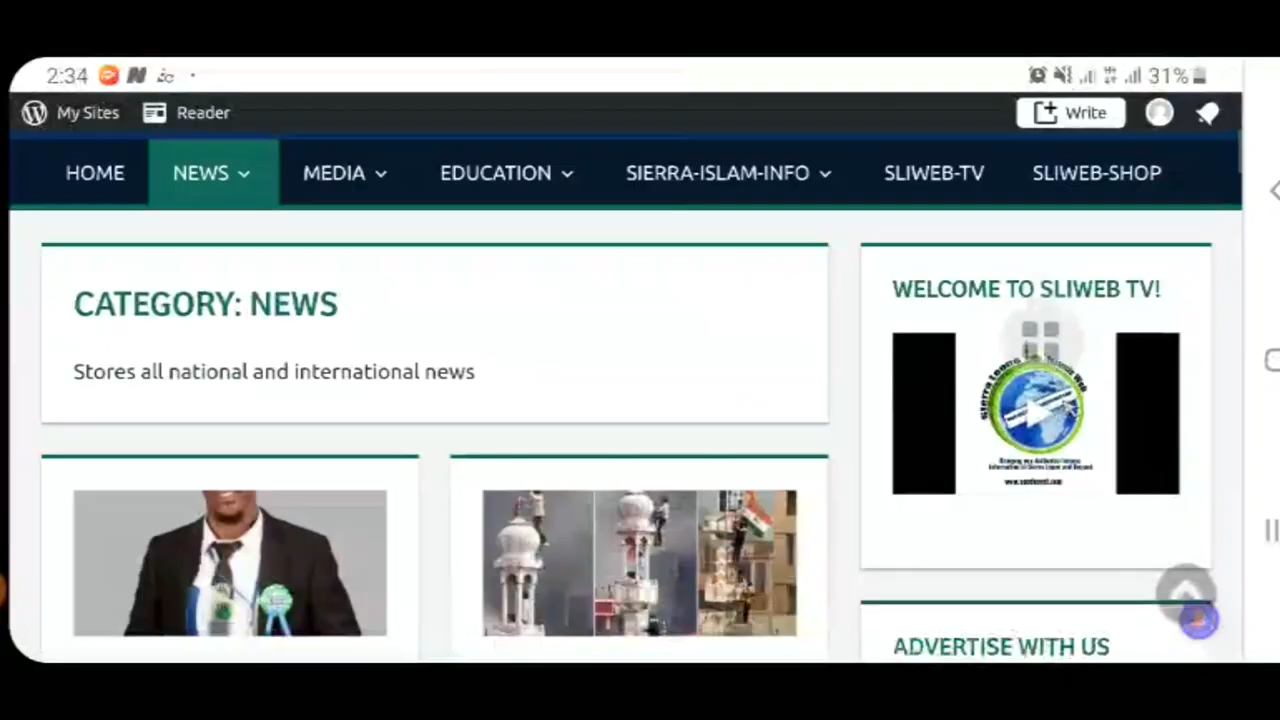 2:34
31%
My Sites
Reader
Write
HOME
NEWS
MEDIA
EDUCATION
SIERRA-ISLAM-INFO
SLIWEB-TV
SLIWEB-SHOP
CATEGORY: NEWS
Stores all national and international news
WELCOME TO SLIWEB TV!
ADVERTISE WITH US